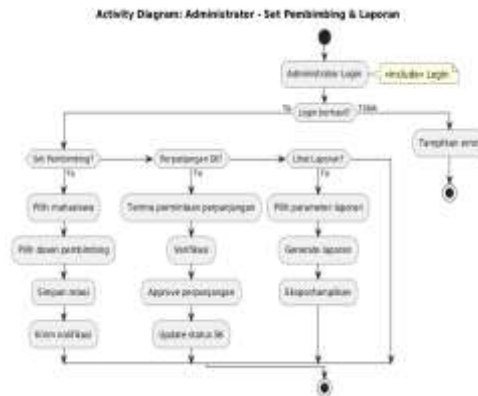 Activity Diagram: Administrator - Set Pembimbing & Laporan
Administrator Login
«include» Login
Login berhasil?
Ya
Tidak
Tampilkan error
Set Pembimbing?
Perpanjangan SK?
Lihat Laporan?
Ya
Ya
Ya
Pilih mahasiswa
Terima permintaan perpanjangan
Pilih parameter laporan
Pilih dosen pembimbing
Verifikasi
Generate laporan
Simpan relasi
Approve perpanjangan
Ekspor/tampilkan
Kirim notifikasi
Update status SK